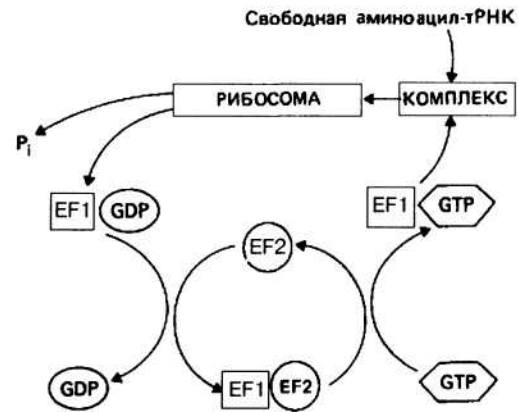 Свободная аминоацил-тРНК
РИБОСОМА
КОМПЛЕКС
Pi
EF1 GDP
EF1 GTP
EF2
GDP
EF1 EF2
GTP